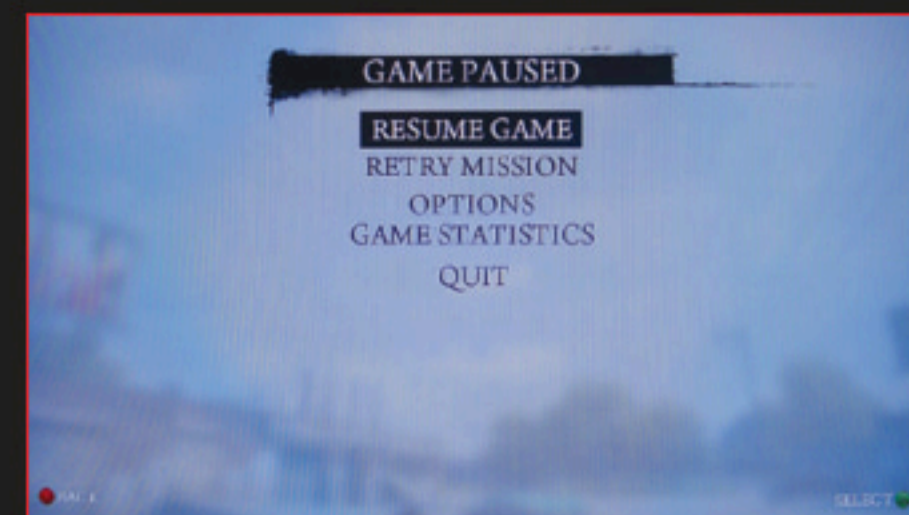 GAME PAUSED
RESUME GAME
RETRY MISSION
OPTIONS
GAME STATISTICS
QUIT
SELECT